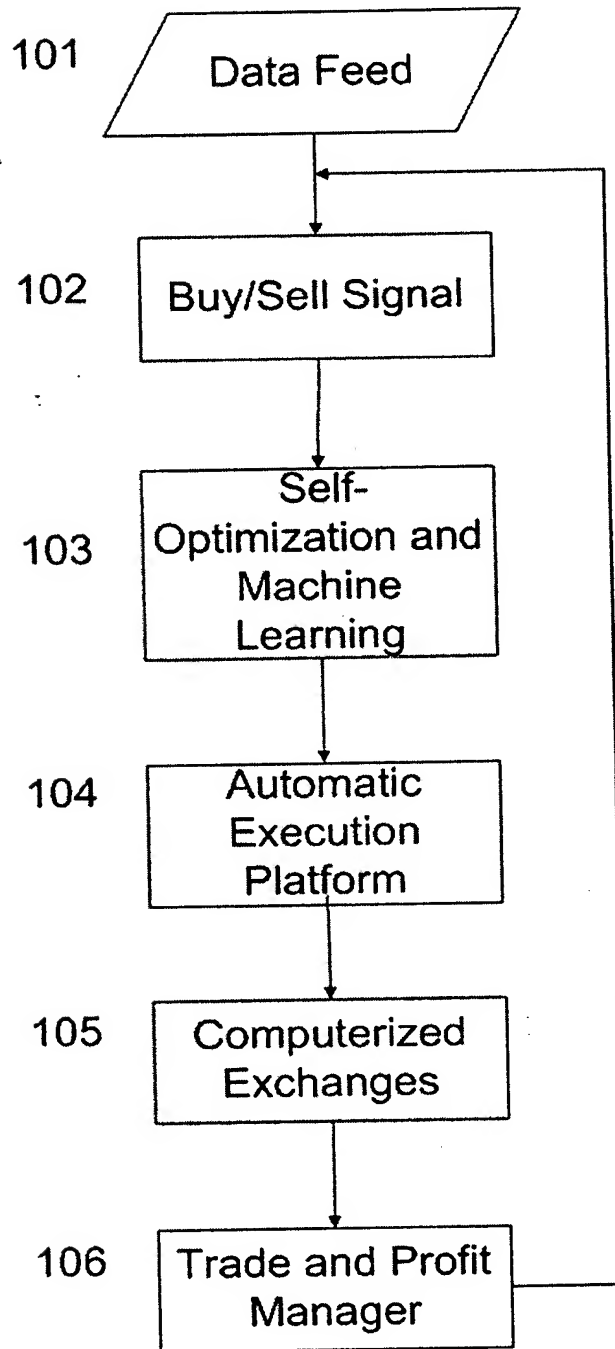 101
Data Feed
102
Buy/Sell Signal
103
Self-
Optimization and
Machine
Learning
104
Automatic
Execution
Platform
105
Computerized
Exchanges
106
Trade and Profit
Manager